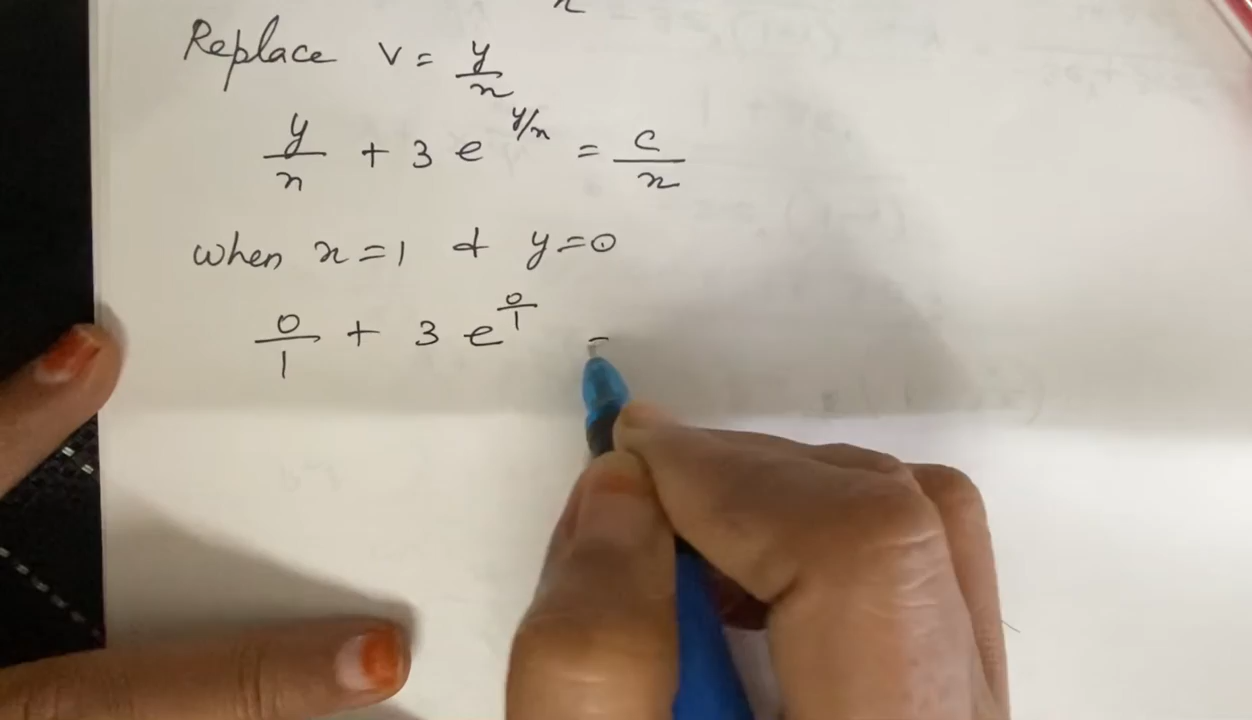 Replace v = y/x
y/x + 3 e^{y/x} = c/x
when x = 1 & y = 0
0/1 + 3 e^{0/1} -